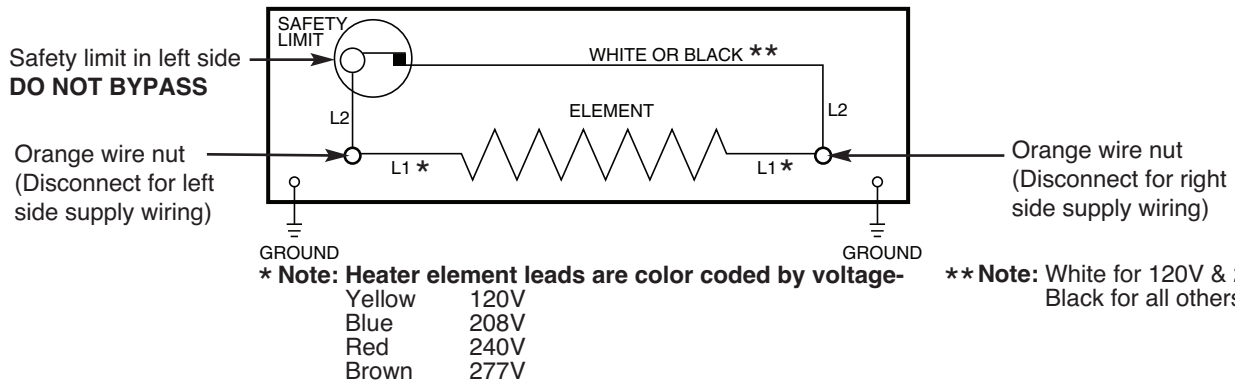 SAFETY
LIMIT
WHITE OR BLACK **
Safety limit in left side
DO NOT BYPASS
L2
ELEMENT
L2
Orange wire nut
(Disconnect for left
side supply wiring)
L1 *
L1 *
Orange wire nut
(Disconnect for right
side supply wiring)
GROUND
GROUND
* Note: Heater element leads are color coded by voltage-
Yellow 120V
Blue 208V
Red 240V
Brown 277V
** Note: White for 120V &
Black for all others